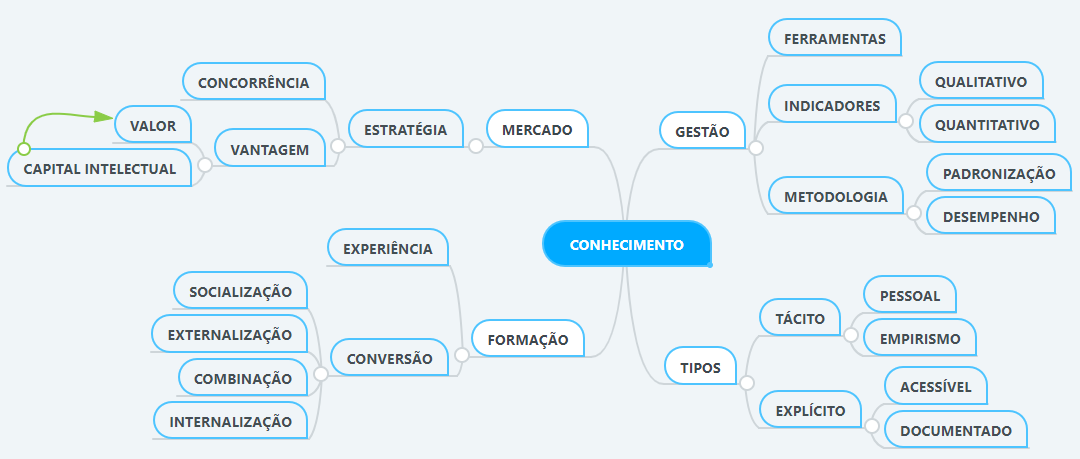 CONHECIMENTO
MERCADO
ESTRATÉGIA
CONCORRÊNCIA
VANTAGEM
VALOR
CAPITAL INTELECTUAL
FORMAÇÃO
EXPERIÊNCIA
CONVERSÃO
SOCIALIZAÇÃO
EXTERNALIZAÇÃO
COMBINAÇÃO
INTERNALIZAÇÃO
GESTÃO
FERRAMENTAS
INDICADORES
QUALITATIVO
QUANTITATIVO
METODOLOGIA
PADRONIZAÇÃO
DESEMPENHO
TIPOS
TÁCITO
PESSOAL
EMPIRISMO
EXPLÍCITO
ACESSÍVEL
DOCUMENTADO